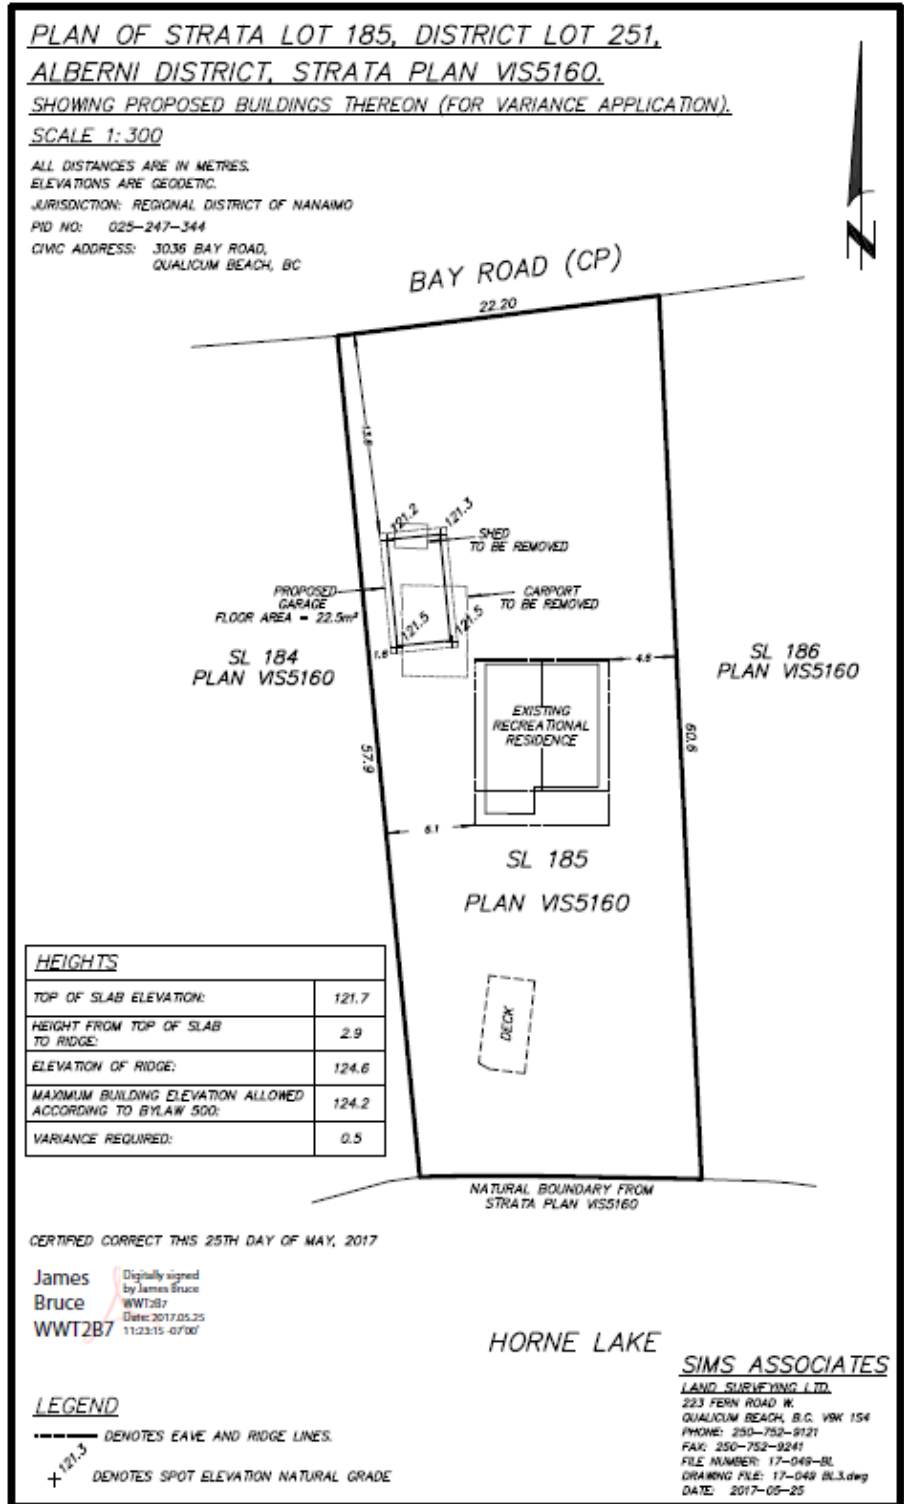 PLAN OF STRATA LOT 185, DISTRICT LOT 251,
ALBERNI DISTRICT, STRATA PLAN VIS5160.
SHOWING PROPOSED BUILDINGS THEREON (FOR VARIANCE APPLICATION).
SCALE 1:300
ALL DISTANCES ARE IN METRES.
ELEVATIONS ARE GEODETIC.
JURISDICTION: REGIONAL DISTRICT OF NANAIMO
PID NO: 025-247-344
CIVIC ADDRESS: 3036 BAY ROAD,
QUALICUM BEACH, BC
N
BAY ROAD (CP)
22.20
13.6
121.2
121.3
SHED
TO BE REMOVED
PROPOSED
GARAGE
FLOOR AREA = 22.5m²
CARPORT
TO BE REMOVED
121.5
121.5
1.6
SL 184
PLAN VIS5160
4.6
SL 186
PLAN VIS5160
EXISTING
RECREATIONAL
RESIDENCE
57.9
60.6
6.1
SL 185
PLAN VIS5160
DECK
HEIGHTS
TOP OF SLAB ELEVATION: 121.7
HEIGHT FROM TOP OF SLAB
TO RIDGE: 2.9
ELEVATION OF RIDGE: 124.6
MAXIMUM BUILDING ELEVATION ALLOWED
ACCORDING TO BYLAW 500: 124.2
VARIANCE REQUIRED: 0.5
NATURAL BOUNDARY FROM
STRATA PLAN VIS5160
CERTIFIED CORRECT THIS 25TH DAY OF MAY, 2017
James
Bruce
WWT2B7
Digitally signed
by James Bruce
WWT2B7
Date: 2017.05.25
11:23:15 -07'00'
HORNE LAKE
SIMS ASSOCIATES
LAND SURVEYING LTD.
223 FERN ROAD W.
QUALICUM BEACH, B.C. V9K 1S4
PHONE: 250-752-9121
FAX: 250-752-9241
FILE NUMBER: 17-049-BL
DRAWING FILE: 17-049 BL3.dwg
DATE: 2017-05-25
LEGEND
DENOTES EAVE AND RIDGE LINES.
121.3
DENOTES SPOT ELEVATION NATURAL GRADE